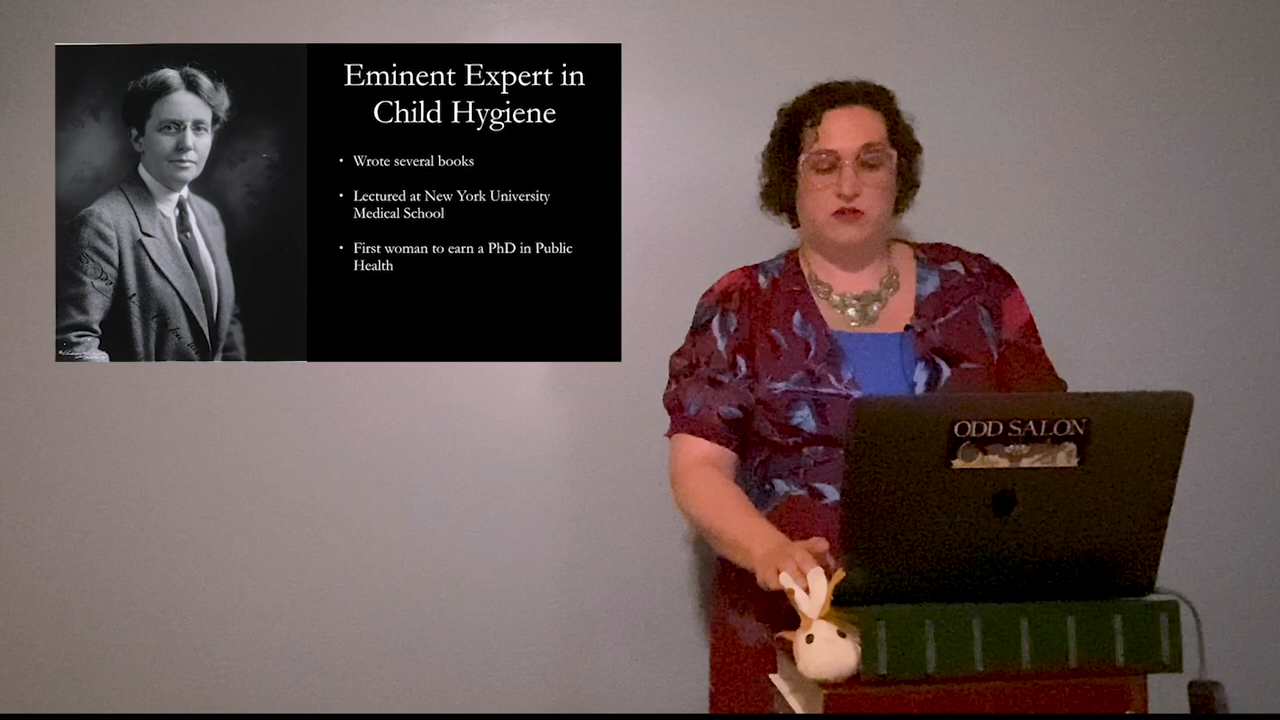 Eminent Expert in
Child Hygiene
• Wrote several books
• Lectured at New York University
Medical School
• First woman to earn a PhD in Public
Health
ODD SALON